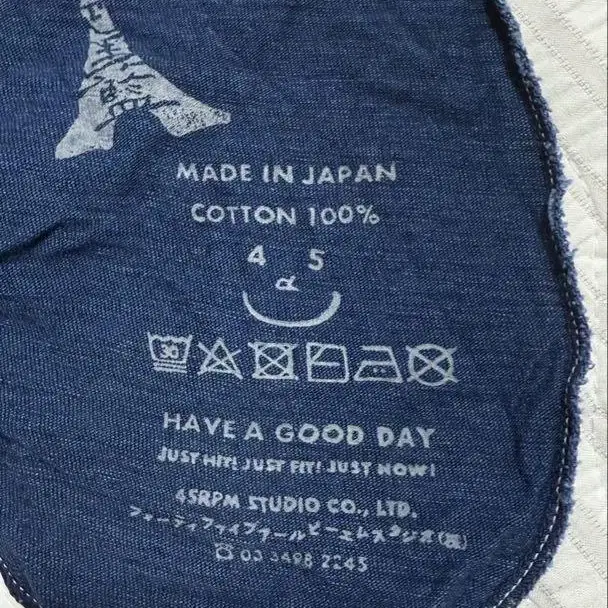 MADE IN JAPAN
COTTON 100%
4 5
R
30
HAVE A GOOD DAY
JUST HIT! JUST FIT! JUST NOW!
45RPM STUDIO CO., LTD.
フォーティファイブアールピーエムスタジオ(株)
☎ 03 3498 2245